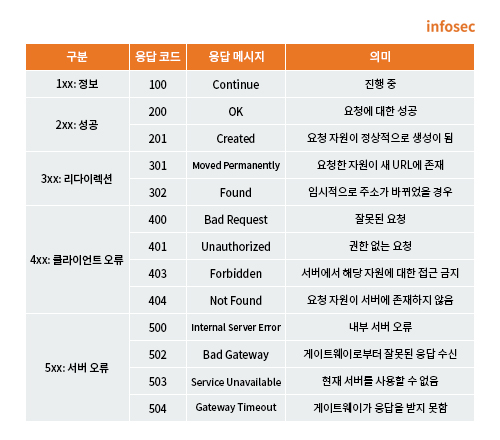 infosec
구분 응답 코드 응답 메시지 의미
1xx: 정보 100 Continue 진행 중
2xx: 성공 200 OK 요청에 대한 성공
201 Created 요청 자원이 정상적으로 생성이 됨
3xx: 리다이렉션 301 Moved Permanently 요청한 자원이 새 URL에 존재
302 Found 임시적으로 주소가 바뀌었을 경우
4xx: 클라이언트 오류 400 Bad Request 잘못된 요청
401 Unauthorized 권한 없는 요청
403 Forbidden 서버에서 해당 자원에 대한 접근 금지
404 Not Found 요청 자원이 서버에 존재하지 않음
5xx: 서버 오류 500 Internal Server Error 내부 서버 오류
502 Bad Gateway 게이트웨이로부터 잘못된 응답 수신
503 Service Unavailable 현재 서버를 사용할 수 없음
504 Gateway Timeout 게이트웨이가 응답을 받지 못함